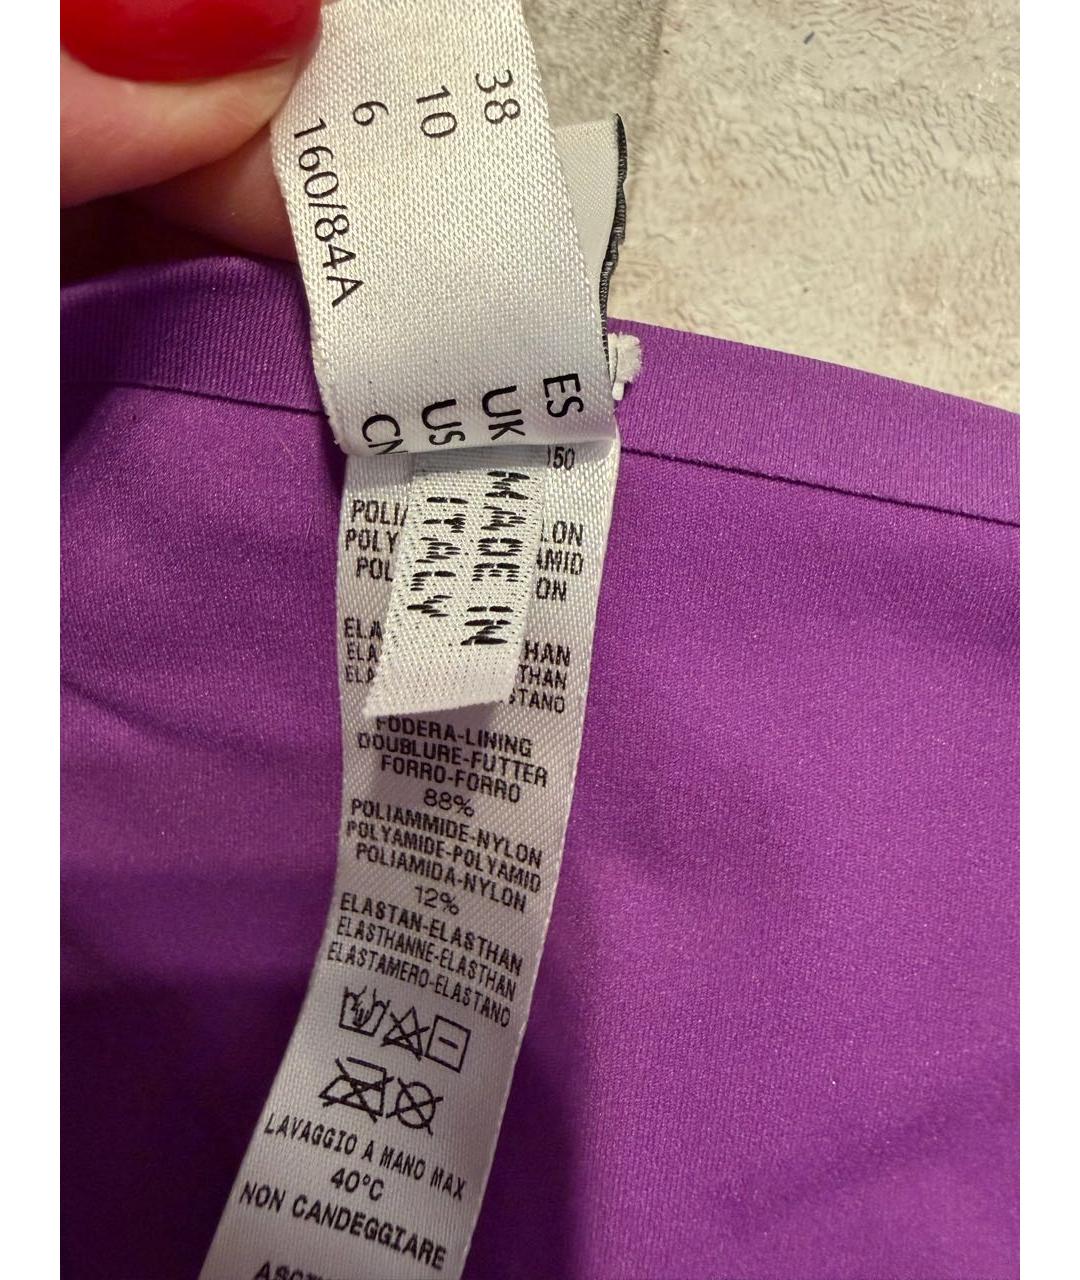 ES 38
UK 10
US 6
CN 160/84A
MADE IN
ITALY
FODERA-LINING
DOUBLURE-FUTTER
FORRO-FORRO
88%
POLIAMMIDE-NYLON
POLYAMIDE-POLYAMID
POLIAMIDA-NYLON
12%
ELASTAN-ELASTHAN
ELASTHANNE-ELASTHAN
ELASTAMERO-ELASTANO
LAVAGGIO A MANO MAX
40°C
NON CANDEGGIARE